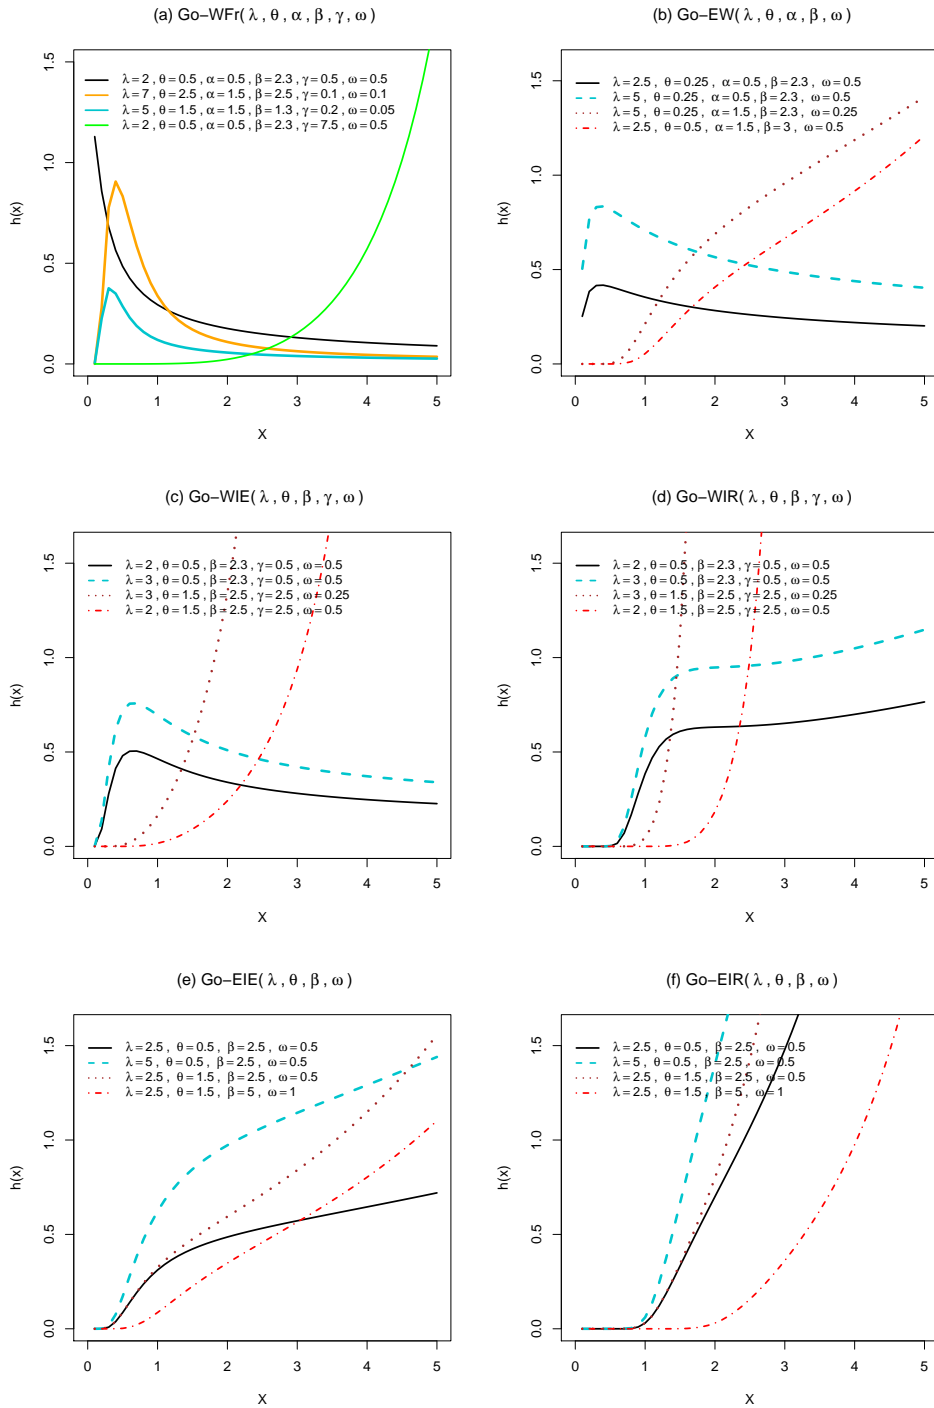 (a) Go−WFr( λ , θ , α , β , γ , ω )
1.5
λ = 2 , θ = 0.5 , α = 0.5 , β = 2.3 , γ = 0.5 , ω = 0.5
λ = 7 , θ = 2.5 , α = 1.5 , β = 2.5 , γ = 0.1 , ω = 0.1
λ = 5 , θ = 1.5 , α = 1.5 , β = 1.3 , γ = 0.2 , ω = 0.05
λ = 2 , θ = 0.5 , α = 0.5 , β = 2.3 , γ = 7.5 , ω = 0.5
1.0
h(x)
0.5
0.0
0 1 2 3 4 5
X
(b) Go−EW( λ , θ , α , β , ω )
1.5
λ = 2.5 , θ = 0.25 , α = 0.5 , β = 2.3 , ω = 0.5
λ = 5 , θ = 0.25 , α = 0.5 , β = 2.3 , ω = 0.5
λ = 5 , θ = 0.25 , α = 1.5 , β = 2.3 , ω = 0.25
λ = 2.5 , θ = 0.5 , α = 1.5 , β = 3 , ω = 0.5
1.0
h(x)
0.5
0.0
0 1 2 3 4 5
X
(c) Go−WIE( λ , θ , β , γ , ω )
1.5
λ = 2 , θ = 0.5 , β = 2.3 , γ = 0.5 , ω = 0.5
λ = 3 , θ = 0.5 , β = 2.3 , γ = 0.5 , ω = 0.5
λ = 3 , θ = 1.5 , β = 2.5 , γ = 2.5 , ω = 0.25
λ = 2 , θ = 1.5 , β = 2.5 , γ = 2.5 , ω = 0.5
1.0
h(x)
0.5
0.0
0 1 2 3 4 5
X
(d) Go−WIR( λ , θ , β , γ , ω )
1.5
λ = 2 , θ = 0.5 , β = 2.3 , γ = 0.5 , ω = 0.5
λ = 3 , θ = 0.5 , β = 2.3 , γ = 0.5 , ω = 0.5
λ = 3 , θ = 1.5 , β = 2.5 , γ = 2.5 , ω = 0.25
λ = 2 , θ = 1.5 , β = 2.5 , γ = 2.5 , ω = 0.5
1.0
h(x)
0.5
0.0
0 1 2 3 4 5
X
(e) Go−EIE( λ , θ , β , ω )
1.5
λ = 2.5 , θ = 0.5 , β = 2.5 , ω = 0.5
λ = 5 , θ = 0.5 , β = 2.5 , ω = 0.5
λ = 2.5 , θ = 1.5 , β = 2.5 , ω = 0.5
λ = 2.5 , θ = 1.5 , β = 5 , ω = 1
1.0
h(x)
0.5
0.0
0 1 2 3 4 5
X
(f) Go−EIR( λ , θ , β , ω )
1.5
λ = 2.5 , θ = 0.5 , β = 2.5 , ω = 0.5
λ = 5 , θ = 0.5 , β = 2.5 , ω = 0.5
λ = 2.5 , θ = 1.5 , β = 2.5 , ω = 0.5
λ = 2.5 , θ = 1.5 , β = 5 , ω = 1
1.0
h(x)
0.5
0.0
0 1 2 3 4 5
X